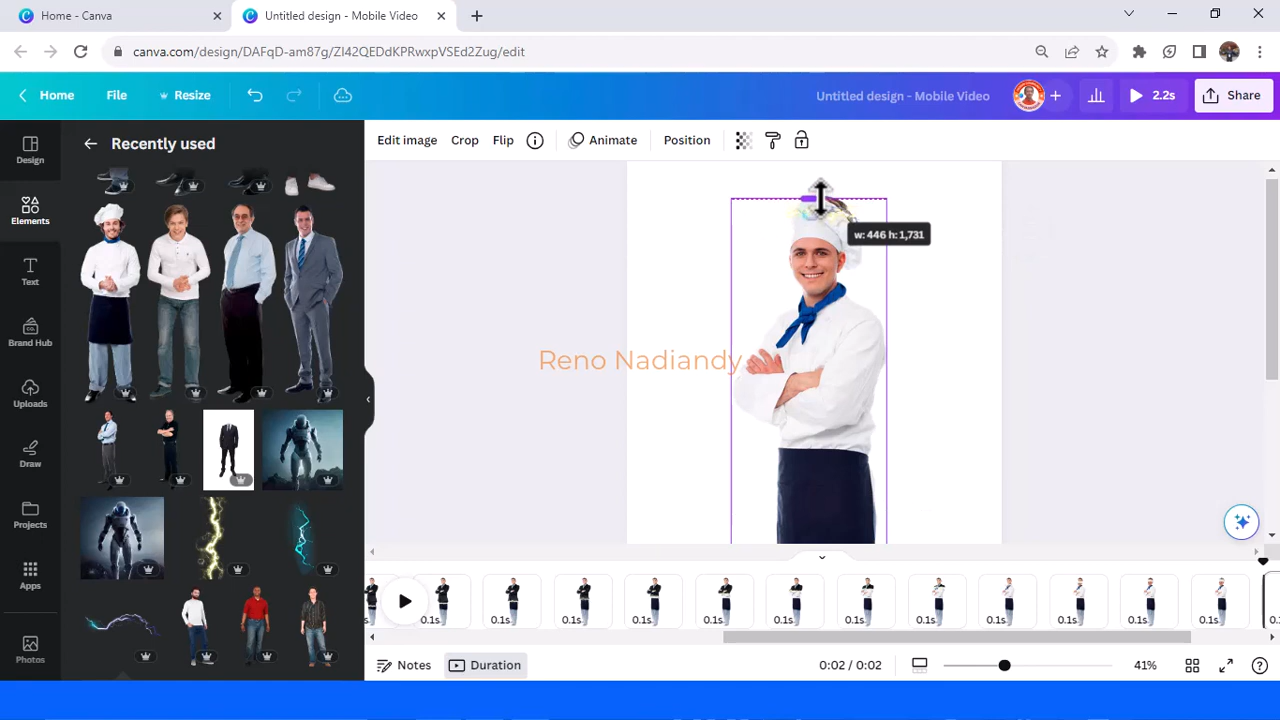 Home - Canva
Untitled design - Mobile Video
canva.com/design/DAFqD-am87g/ZI42QEDdKPRwxpVSEd2Zug/edit
Home
File
Resize
Untitled design - Mobile Video
2.2s
Share
Design
Elements
Text
Brand Hub
Uploads
Draw
Projects
Apps
Photos
Recently used
Edit image
Crop
Flip
Animate
Position
w: 446 h: 1,731
Reno Nadiandy
0.1s
0.1s
0.1s
0.1s
0.1s
0.1s
0.1s
0.1s
0.1s
0.1s
0.1s
0.1s
Notes
Duration
0:02 / 0:02
41%